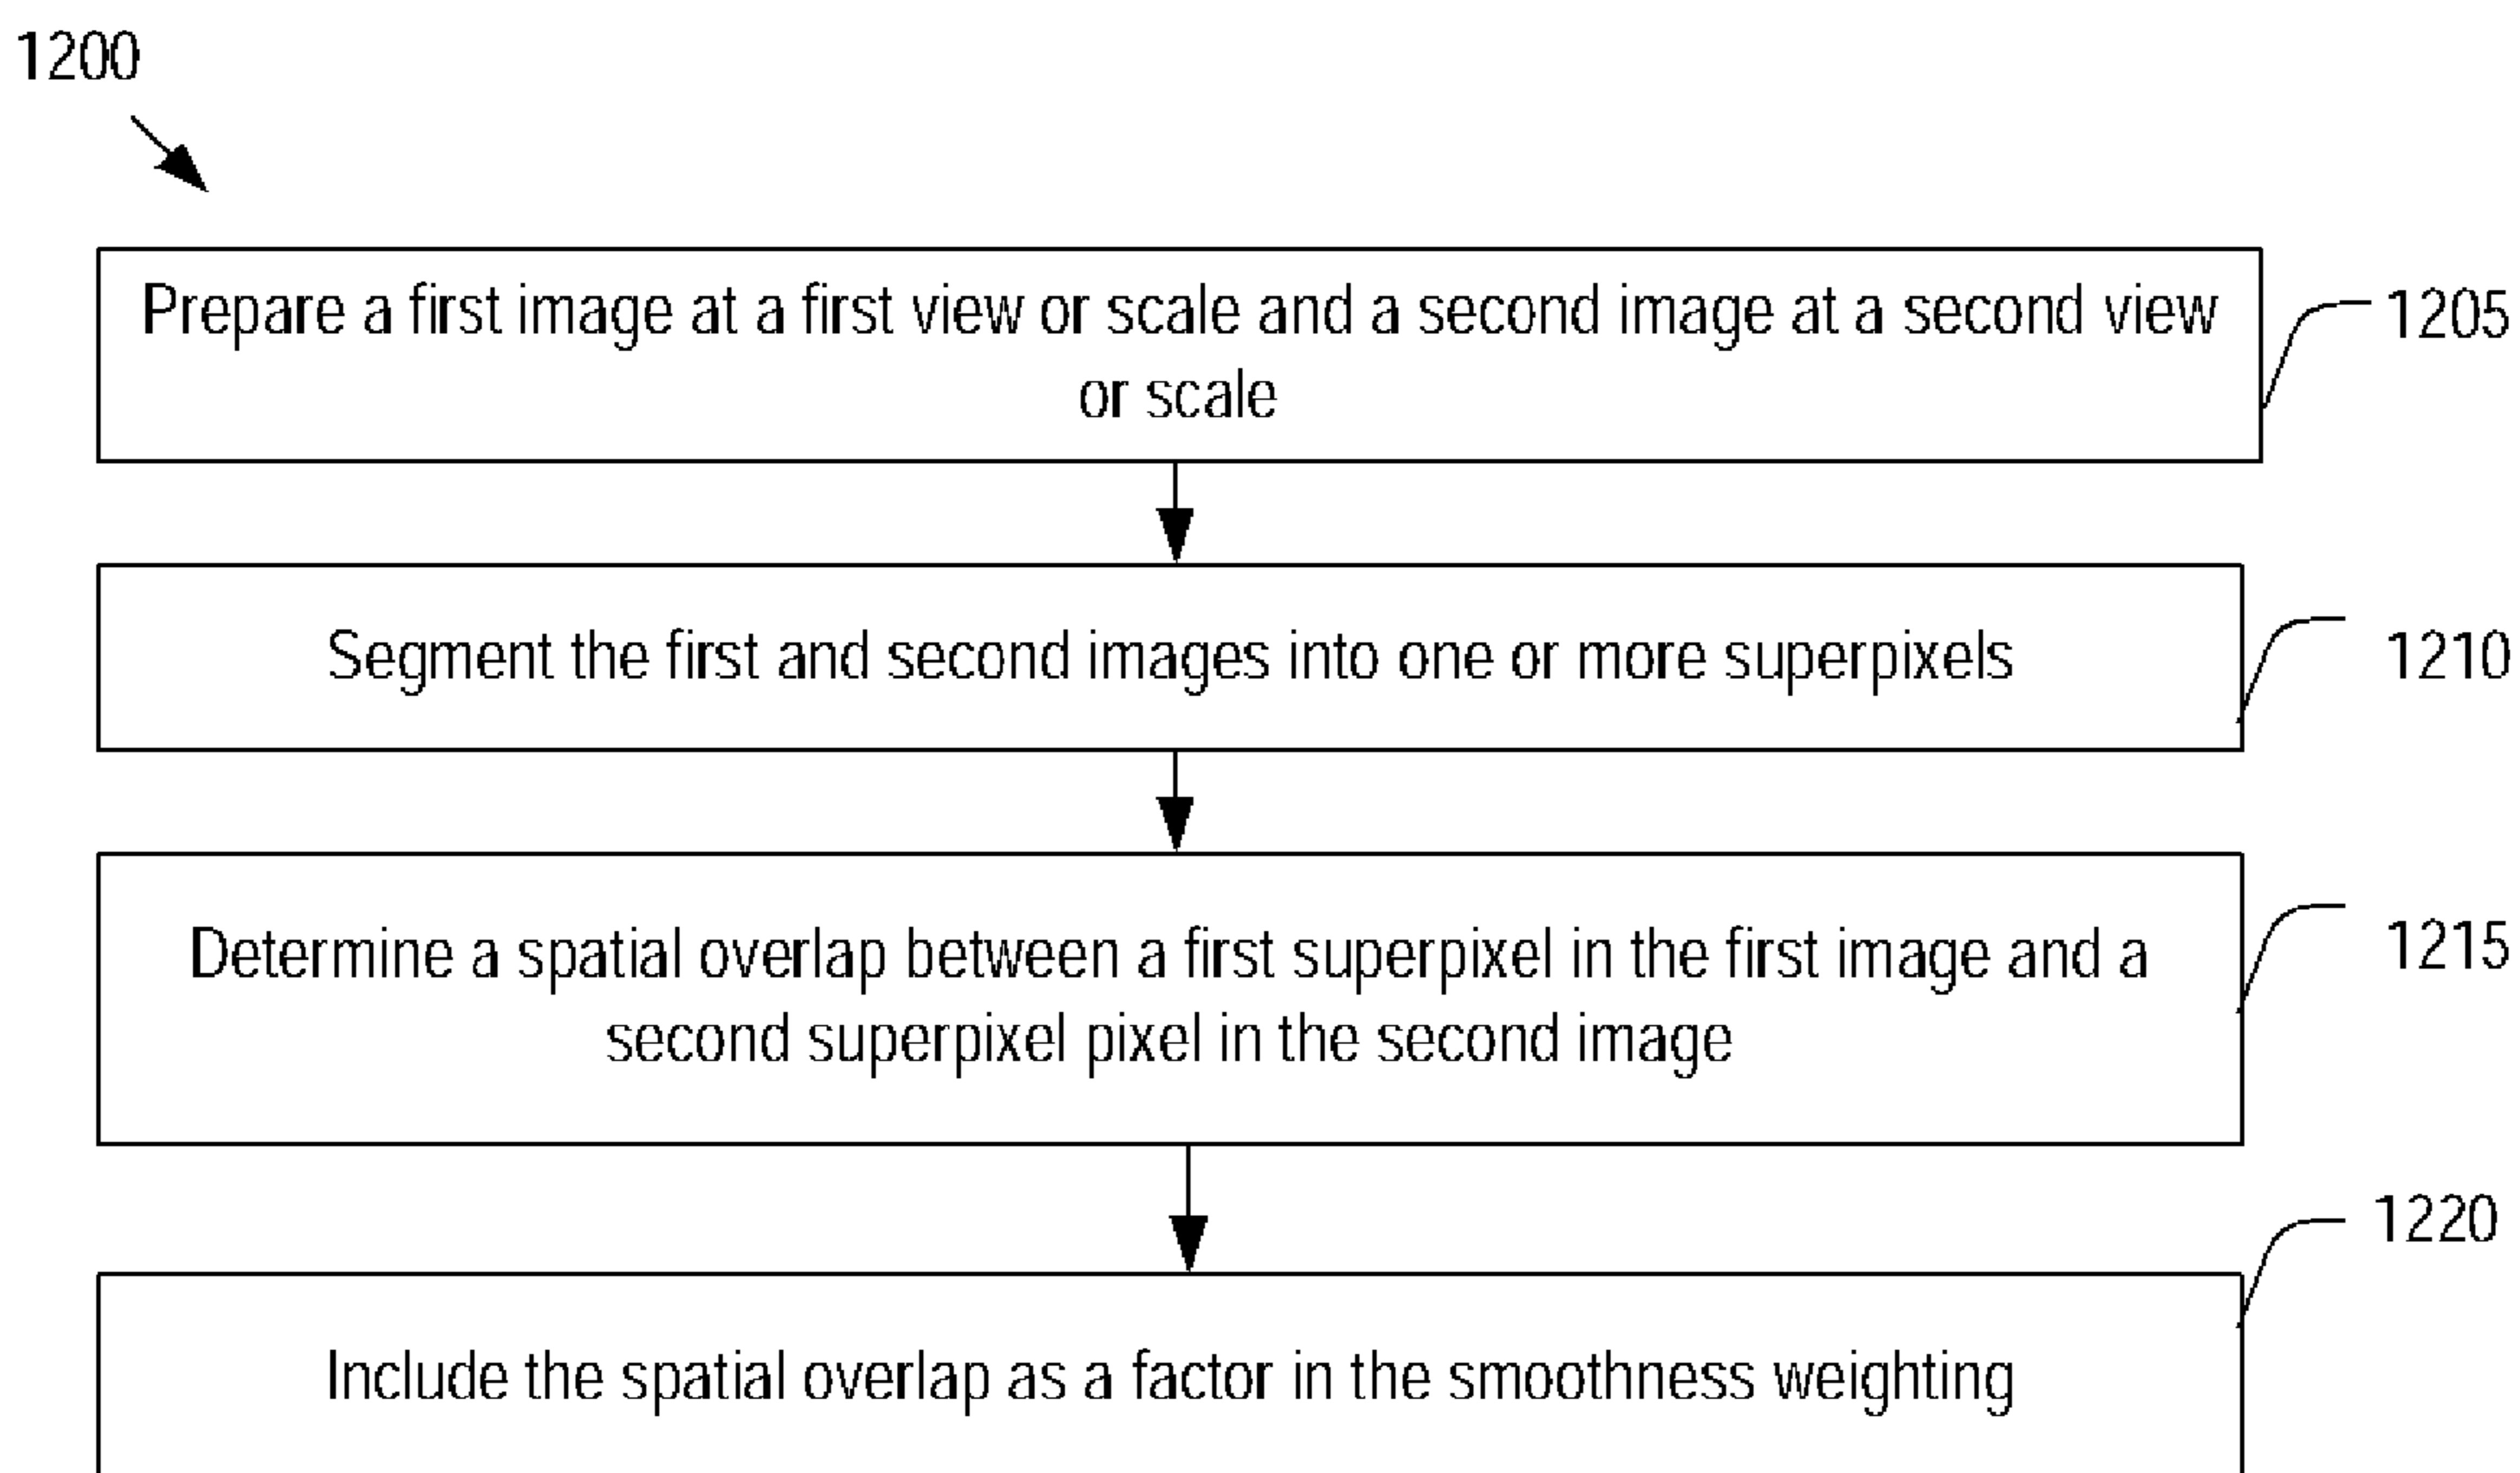 1200
Prepare a first image at a first view or scale and a second image at a second view
or scale
1205
Segment the first and second images into one or more superpixels
1210
Determine a spatial overlap between a first superpixel in the first image and a
second superpixel pixel in the second image
1215
1220
Include the spatial overlap as a factor in the smoothness weighting